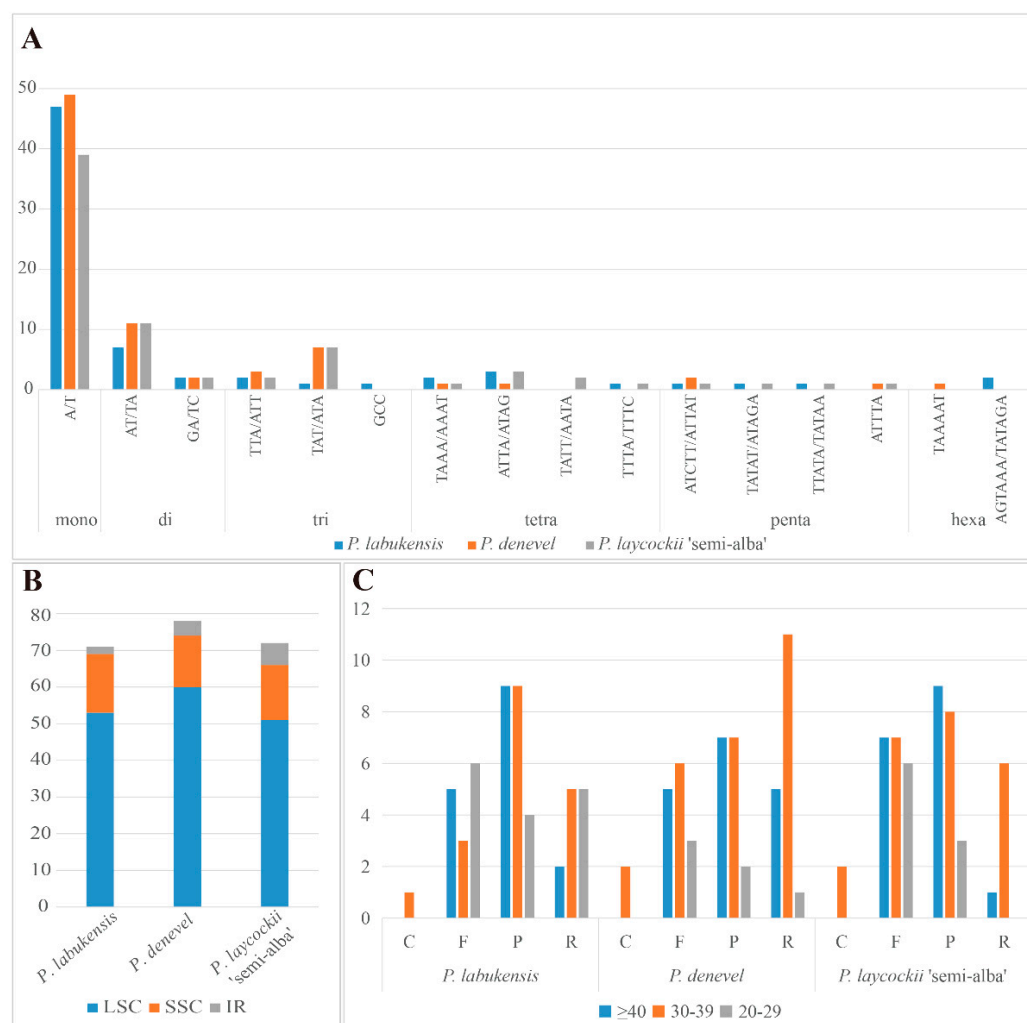 A
50
40
30
20
10
0
A/T
AT/TA
GA/TC
TTA/ATT
TAT/ATA
GCC
TAAA/AAAT
ATTA/ATAG
TATT/AATA
TTTA/TTTC
ATCTT/ATTAT
TATAT/ATAGA
TTATA/TATAA
ATTTA
TAAAAT
AGTAAA/TATAGA
mono di tri tetra penta hexa
P. labukensis P. denevel P. laycockii 'semi-alba'
B
80
70
60
50
40
30
20
10
0
P. labukensis
P. denevel
P. laycockii
'semi-alba'
LSC SSC IR
C
12
10
8
6
4
2
0
C F P R C F P R C F P R
P. labukensis P. denevel P. laycockii 'semi-alba'
≥40 30-39 20-29